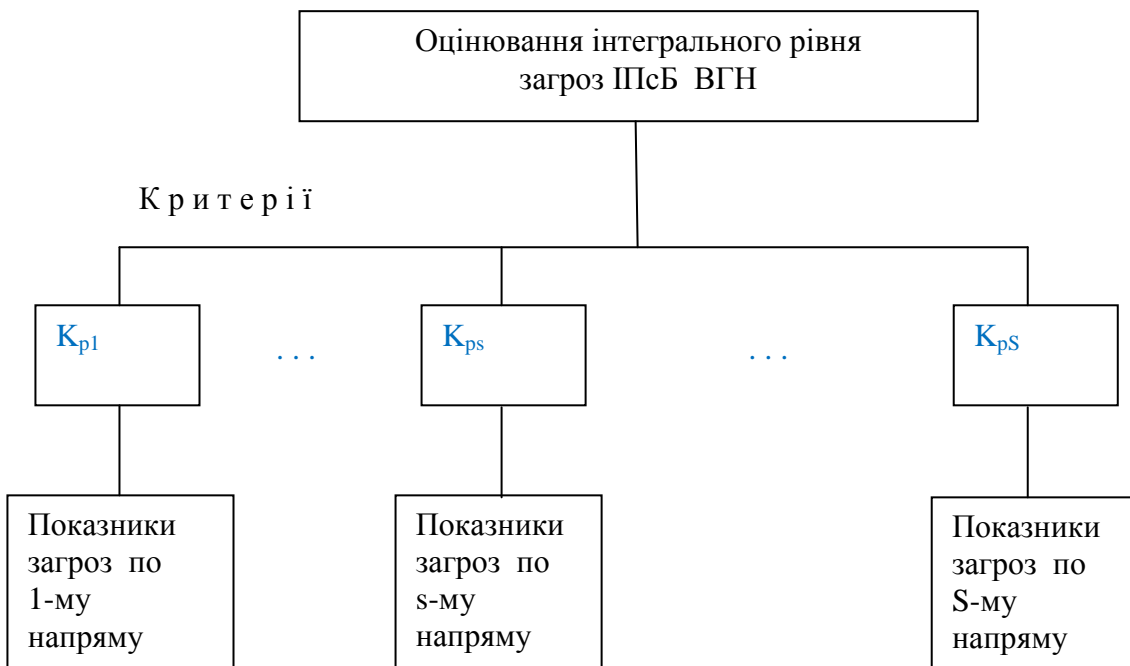 Оцінювання інтегрального рівня
загроз ІПсБ ВГН
К р и т е р і ї
Kp1
. . .
Kps
. . .
KpS
Показники
загроз по
1-му
напряму
Показники
загроз по
s-му
напряму
Показники
загроз по
S-му
напряму